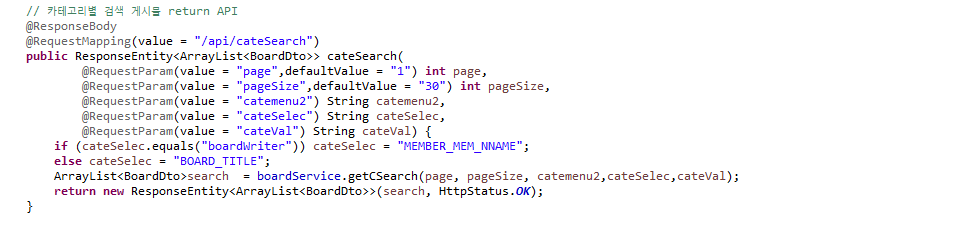 // 카테고리별 검색 게시물 return API
@ResponseBody
@RequestMapping(value = "/api/cateSearch")
public ResponseEntity<ArrayList<BoardDto>> cateSearch(
@RequestParam(value = "page",defaultValue = "1") int page,
@RequestParam(value = "pageSize",defaultValue = "30") int pageSize,
@RequestParam(value = "catemenu2") String catemenu2,
@RequestParam(value = "cateSelec") String cateSelec,
@RequestParam(value = "cateVal") String cateVal) {
if (cateSelec.equals("boardWriter")) cateSelec = "MEMBER_MEM_NNAME";
else cateSelec = "BOARD_TITLE";
ArrayList<BoardDto>search  = boardService.getCSearch(page, pageSize, catemenu2,cateSelec,cateVal);
return new ResponseEntity<ArrayList<BoardDto>>(search, HttpStatus.OK);
}